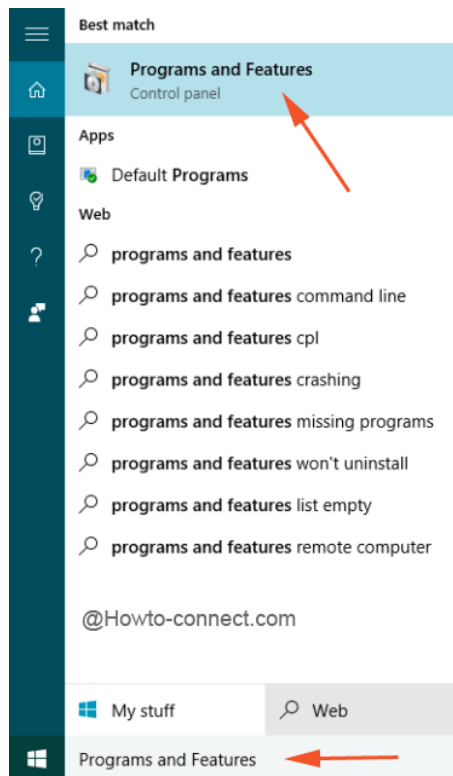 Best match
Programs and Features
Control panel
Apps
Default Programs
Web
programs and features
programs and features command line
programs and features cpl
programs and features crashing
programs and features missing programs
programs and features won't uninstall
programs and features list empty
programs and features remote computer
@Howto-connect.com
My stuff Web
Programs and Features